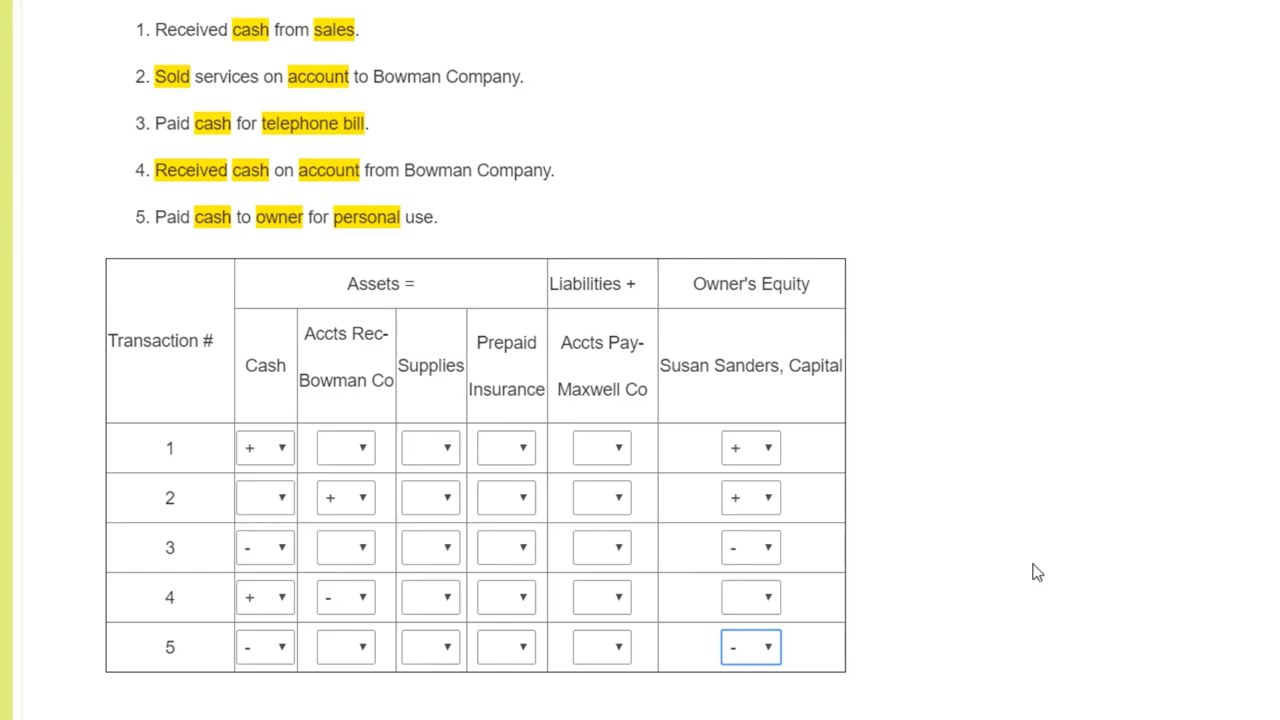 1. Received cash from sales.
2. Sold services on account to Bowman Company.
3. Paid cash for telephone bill.
4. Received cash on account from Bowman Company.
5. Paid cash to owner for personal use.
Transaction # Assets = Liabilities + Owner's Equity
Cash Accts Rec- Bowman Co Supplies Prepaid Insurance Accts Pay- Maxwell Co Susan Sanders, Capital
1 + +
2 + +
3 - -
4 + -
5 - -